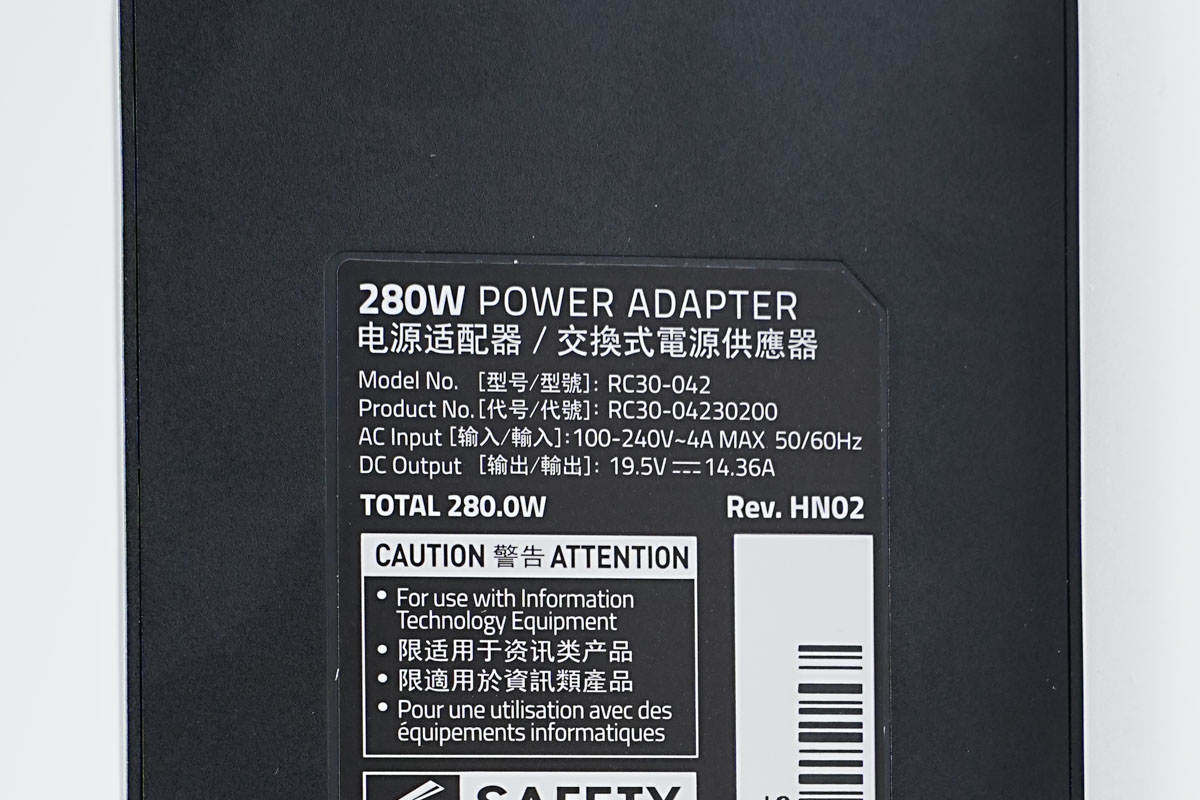 280W POWER ADAPTER
电源适配器 / 交換式電源供應器
Model No. [型号/型號]: RC30-042
Product No. [代号/代號]: RC30-04230200
AC Input [输入/輸入]: 100-240V~4A MAX 50/60Hz
DC Output [输出/輸出]: 19.5V ⎓ 14.36A
TOTAL 280.0W
Rev. HN02
CAUTION 警告 ATTENTION
• For use with Information
Technology Equipment
• 限适用于资讯类产品
• 限適用於資訊類產品
• Pour une utilisation avec des
équipements informatiques
SAFETY